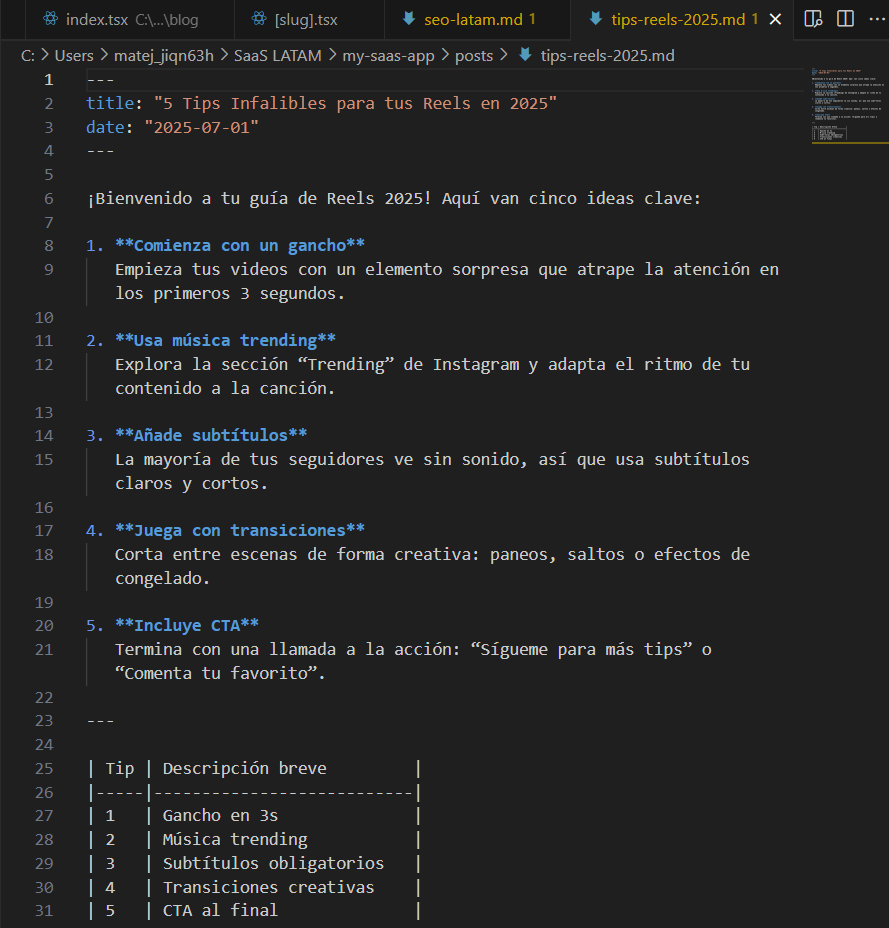 index.tsx C:\...\blog [slug].tsx seo-latam.md 1 tips-reels-2025.md 1
C: > Users > matej_jiqn63h > SaaS LATAM > my-saas-app > posts > tips-reels-2025.md
1 ---
2 title: "5 Tips Infalibles para tus Reels en 2025"
3 date: "2025-07-01"
4 ---
5
6 ¡Bienvenido a tu guía de Reels 2025! Aquí van cinco ideas clave:
7
8 1. **Comienza con un gancho**
9 Empieza tus videos con un elemento sorpresa que atrape la atención en
los primeros 3 segundos.
10
11 2. **Usa música trending**
12 Explora la sección “Trending” de Instagram y adapta el ritmo de tu
contenido a la canción.
13
14 3. **Añade subtítulos**
15 La mayoría de tus seguidores ve sin sonido, así que usa subtítulos
claros y cortos.
16
17 4. **Juega con transiciones**
18 Corta entre escenas de forma creativa: paneos, saltos o efectos de
congelado.
19
20 5. **Incluye CTA**
21 Termina con una llamada a la acción: “Sígueme para más tips” o
“Comenta tu favorito”.
22
23 ---
24
25 | Tip | Descripción breve |
26 |-----|---------------------------|
27 | 1 | Gancho en 3s |
28 | 2 | Música trending |
29 | 3 | Subtítulos obligatorios |
30 | 4 | Transiciones creativas |
31 | 5 | CTA al final |